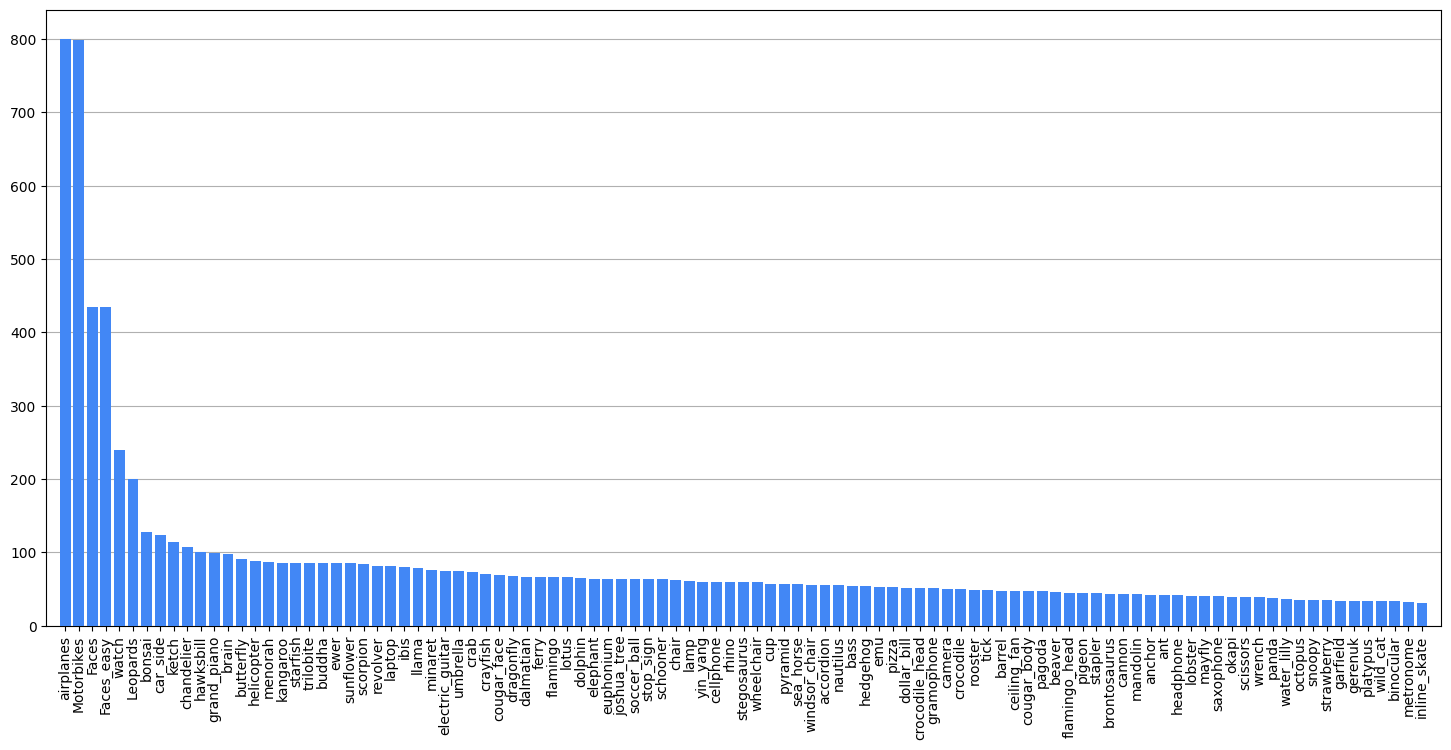 800
700
600
500
400
300
200
100
0
airplanes
Motorbikes
Faces
Faces_easy
watch
Leopards
bonsai
car_side
ketch
chandelier
hawksbill
grand_piano
brain
butterfly
helicopter
menorah
kangaroo
starfish
trilobite
buddha
ewer
sunflower
scorpion
revolver
laptop
ibis
llama
minaret
electric_guitar
umbrella
crab
crayfish
cougar_face
dragonfly
dalmatian
ferry
flamingo
lotus
dolphin
elephant
euphonium
joshua_tree
soccer_ball
stop_sign
schooner
chair
lamp
yin_yang
cellphone
rhino
stegosaurus
wheelchair
cup
pyramid
sea_horse
windsor_chair
accordion
nautilus
bass
hedgehog
emu
pizza
dollar_bill
crocodile_head
gramophone
camera
crocodile
rooster
tick
barrel
ceiling_fan
cougar_body
pagoda
beaver
flamingo_head
pigeon
stapler
brontosaurus
cannon
mandolin
anchor
ant
headphone
lobster
mayfly
saxophone
okapi
scissors
wrench
panda
water_lilly
octopus
snoopy
strawberry
garfield
gerenuk
platypus
wild_cat
binocular
metronome
inline_skate